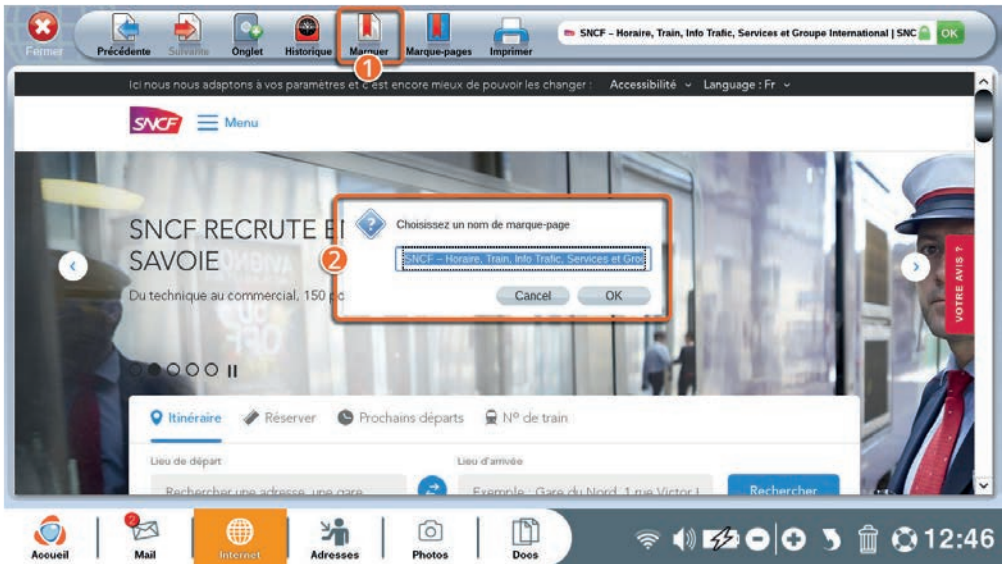 Fermer
Précédente
Suivante
Onglet
Historique
Marquer
Marque-pages
Imprimer
SNCF – Horaire, Train, Info Trafic, Services et Groupe International | SNC
OK
1
Ici nous nous adaptons à vos paramètres et c'est encore mieux de pouvoir les changer :
Accessibilité
Language : Fr
SNCF
Menu
SNCF RECRUTE EN
SAVOIE
Du technique au commercial, 150
2
?
Choisissez un nom de marque-page
SNCF – Horaire, Train, Info Trafic, Services et Gro
Cancel
OK
VOTRE AVIS ?
Itinéraire
Réserver
Prochains départs
N° de train
Lieu de départ
Lieu d'arrivée
Rechercher une adresse, une gare
Exemple : Gare du Nord, 1 rue Victor
Rechercher
Accueil
2
Mail
Internet
Adresses
Photos
Docs
12:46